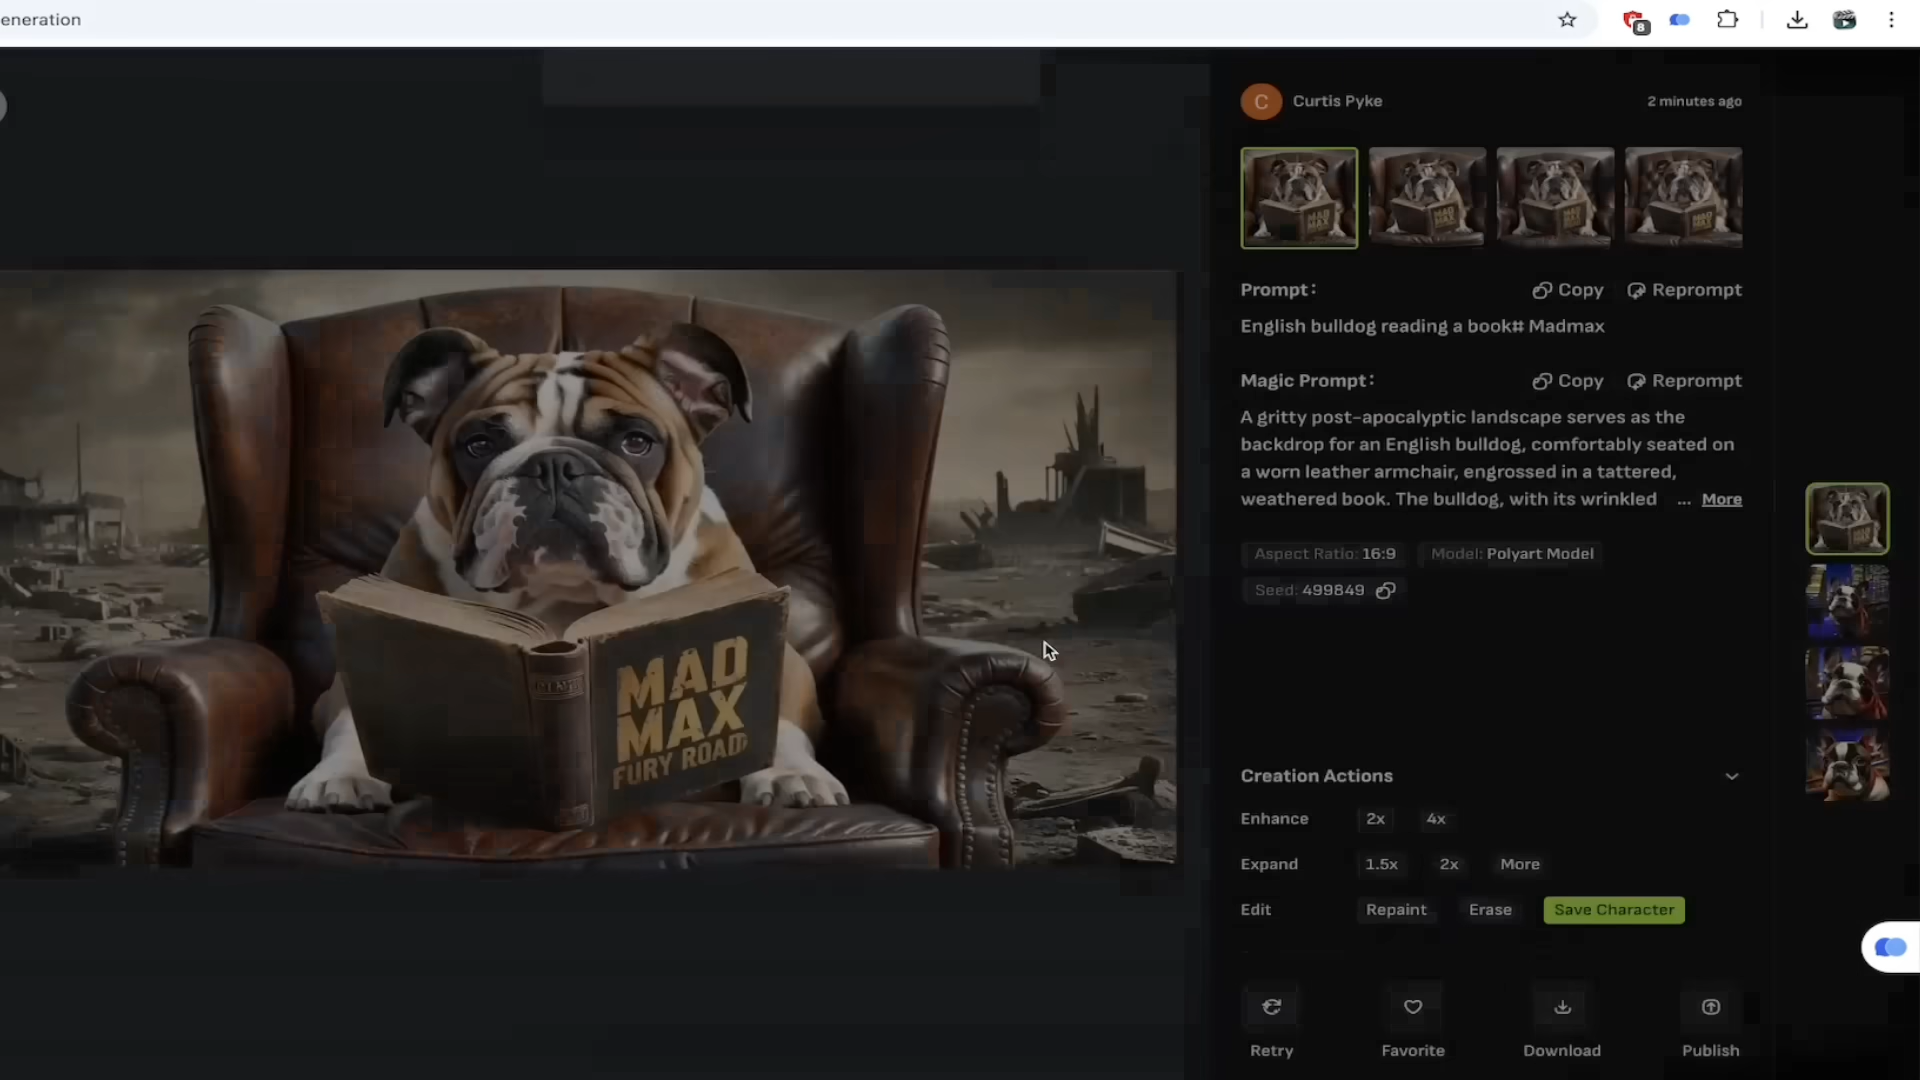 eneration
8
C Curtis Pyke 2 minutes ago
Prompt: Copy Reprompt
English bulldog reading a book# Madmax
Magic Prompt: Copy Reprompt
A gritty post-apocalyptic landscape serves as the
backdrop for an English bulldog, comfortably seated on
a worn leather armchair, engrossed in a tattered,
weathered book. The bulldog, with its wrinkled ... More
Aspect Ratio: 16:9 Model: Polyart Model
Seed: 499849
MAD
MAX
FURY ROAD
Creation Actions
Enhance 2x 4x
Expand 1.5x 2x More
Edit Repaint Erase Save Character
Retry Favorite Download Publish